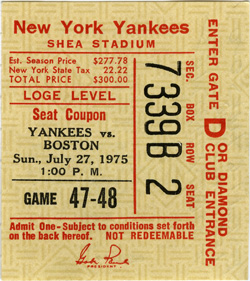 New York Yankees
SHEA STADIUM
Est. Season Price $277.78
New York State Tax 22.22
TOTAL PRICE $300.00
LOGE LEVEL
Seat Coupon
YANKEES vs.
BOSTON
Sun., July 27, 1975
1:00 P. M.
GAME 47-48
Admit One-Subject to conditions set forth
on the back hereof. NOT REDEEMABLE
PRESIDENT
SEC. BOX ROW SEAT
7 339B 2
ENTER GATE
D
OR DIAMOND
CLUB ENTRANCE